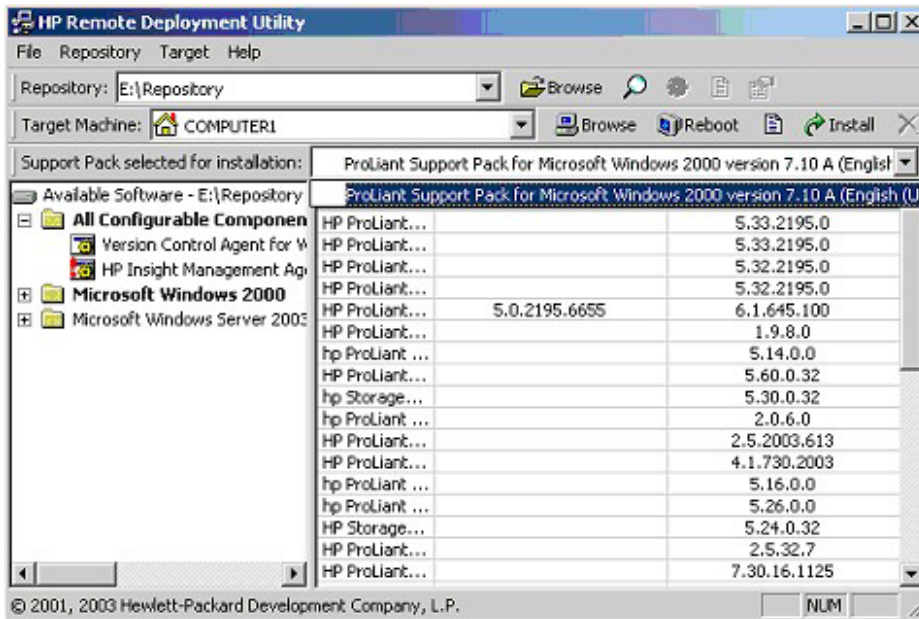 HP Remote Deployment Utility
File Repository Target Help
Repository: E:\Repository Browse
Target Machine: COMPUTER1 Browse Reboot Install
Support Pack selected for installation: ProLiant Support Pack for Microsoft Windows 2000 version 7.10 A (English
Available Software - E:\Repository
All Configurable Componen
Version Control Agent for W
HP Insight Management Age
Microsoft Windows 2000
Microsoft Windows Server 2003
ProLiant Support Pack for Microsoft Windows 2000 version 7.10 A (English (U
HP ProLiant... 5.33.2195.0
HP ProLiant... 5.33.2195.0
HP ProLiant... 5.32.2195.0
HP ProLiant... 5.32.2195.0
HP ProLiant... 5.0.2195.6655 6.1.645.100
HP ProLiant... 1.9.8.0
hp ProLiant ... 5.14.0.0
HP ProLiant... 5.60.0.32
hp Storage... 5.30.0.32
hp ProLiant ... 2.0.6.0
HP ProLiant... 2.5.2003.613
HP ProLiant... 4.1.730.2003
hp ProLiant ... 5.16.0.0
hp ProLiant ... 5.26.0.0
HP Storage... 5.24.0.32
HP ProLiant... 2.5.32.7
HP ProLiant... 7.30.16.1125
© 2001, 2003 Hewlett-Packard Development Company, L.P. NUM